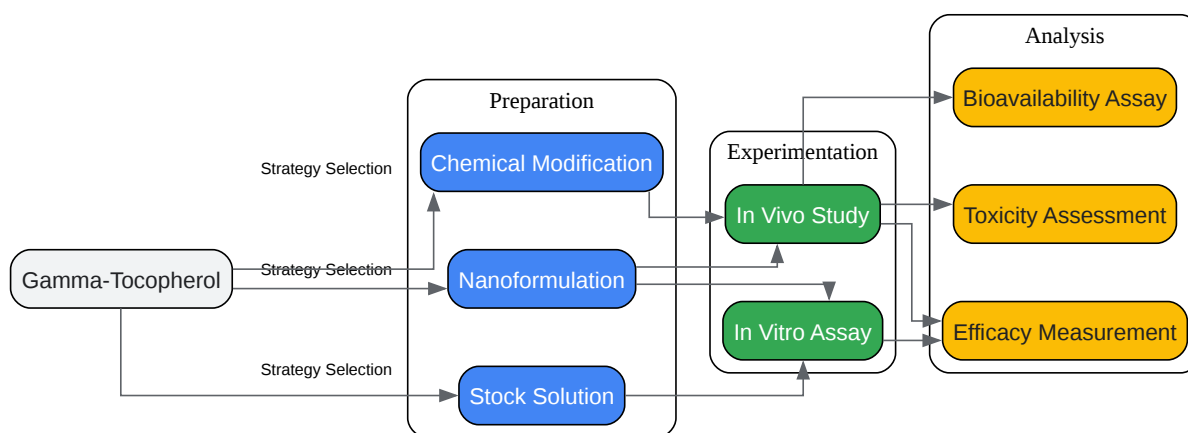 Gamma-Tocopherol
Strategy Selection
Strategy Selection
Strategy Selection
Preparation
Chemical Modification
Nanoformulation
Stock Solution
Experimentation
In Vivo Study
In Vitro Assay
Analysis
Bioavailability Assay
Toxicity Assessment
Efficacy Measurement